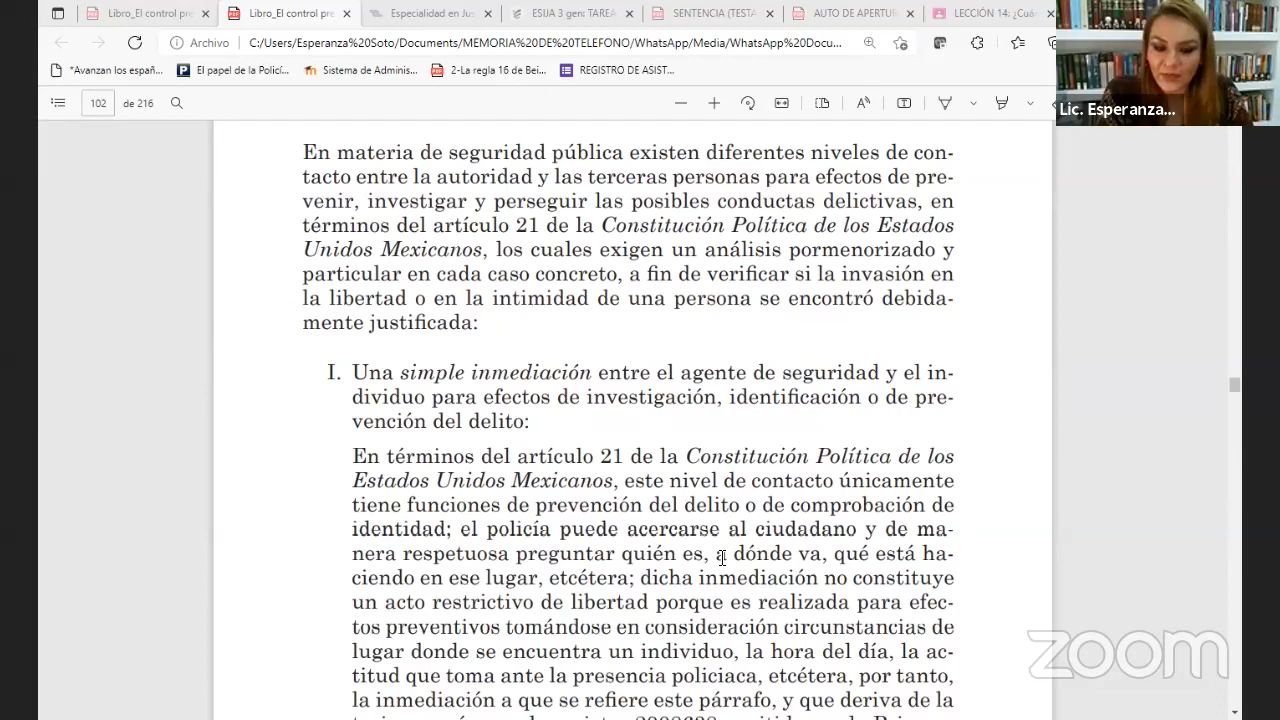 Libro_El control pre
Libro_El control pre
Especialidad en Jus
ESIJA 3 gen: TAREA
SENTENCIA (TESTA
AUTO DE APERTUR
LECCIÓN 14: ¿Cuá
Archivo C:/Users/Esperanza%20Soto/Documents/MEMORIA%20DE%20TELEFOND/WhatsApp/Media/WhatsApp%20Docu...
*Avanzan los españ... El papel de la Policí... Sistema de Adminis... 2-La regla 16 de Bei... REGISTRO DE ASIST...
102 de 216
Lic. Esperanza...
En materia de seguridad pública existen diferentes niveles de con-
tacto entre la autoridad y las terceras personas para efectos de pre-
venir, investigar y perseguir las posibles conductas delictivas, en
términos del artículo 21 de la Constitución Política de los Estados
Unidos Mexicanos, los cuales exigen un análisis pormenorizado y
particular en cada caso concreto, a fin de verificar si la invasión en
la libertad o en la intimidad de una persona se encontró debida-
mente justificada:
I. Una simple inmediación entre el agente de seguridad y el in-
dividuo para efectos de investigación, identificación o de pre-
vención del delito:
En términos del artículo 21 de la Constitución Política de los
Estados Unidos Mexicanos, este nivel de contacto únicamente
tiene funciones de prevención del delito o de comprobación de
identidad; el policía puede acercarse al ciudadano y de ma-
nera respetuosa preguntar quién es, a dónde va, qué está ha-
ciendo en ese lugar, etcétera; dicha inmediación no constituye
un acto restrictivo de libertad porque es realizada para efec-
tos preventivos tomándose en consideración circunstancias de
lugar donde se encuentra un individuo, la hora del día, la ac-
titud que toma ante la presencia policiaca, etcétera, por tanto,
la inmediación a que se refiere este párrafo, y que deriva de la
zoom